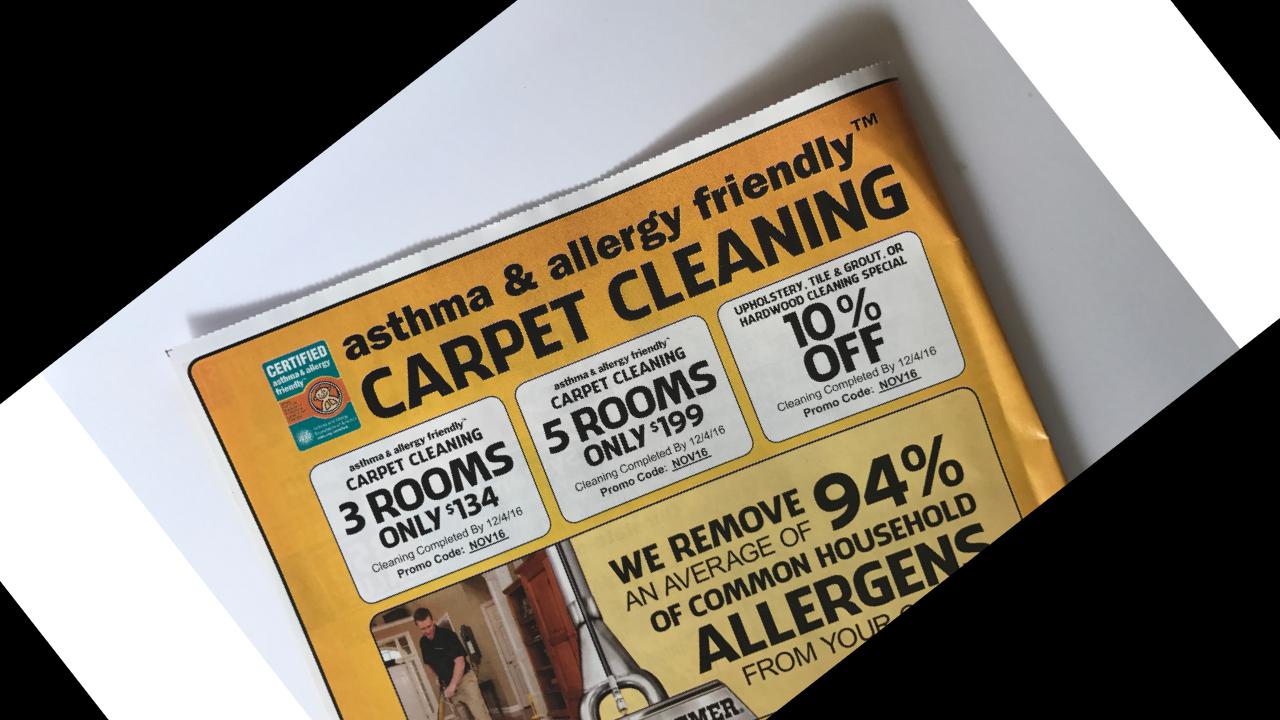 asthma & allergy friendly™
CARPET CLEANING
CERTIFIED
asthma & allergy
friendly
asthma & allergy friendly™
CARPET CLEANING
3 ROOMS
ONLY $134
Cleaning Completed By 12/4/16
Promo Code: NOV16
asthma & allergy friendly™
CARPET CLEANING
5 ROOMS
ONLY $199
Cleaning Completed By 12/4/16
Promo Code: NOV16
UPHOLSTERY, TILE & GROUT, OR
HARDWOOD CLEANING SPECIAL
10%
OFF
Cleaning Completed By 12/4/16
Promo Code: NOV16
WE REMOVE 94%
AN AVERAGE OF
OF COMMON HOUSEHOLD
ALLERGENS
FROM YOUR